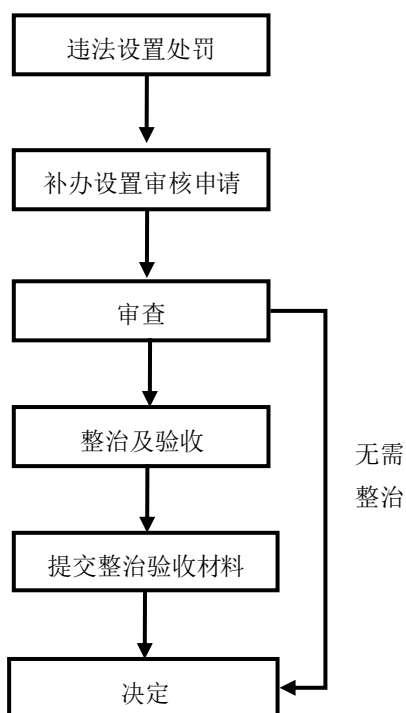 违法设置处罚
补办设置审核申请
审查
整治及验收
无需
整治
提交整治验收材料
决定